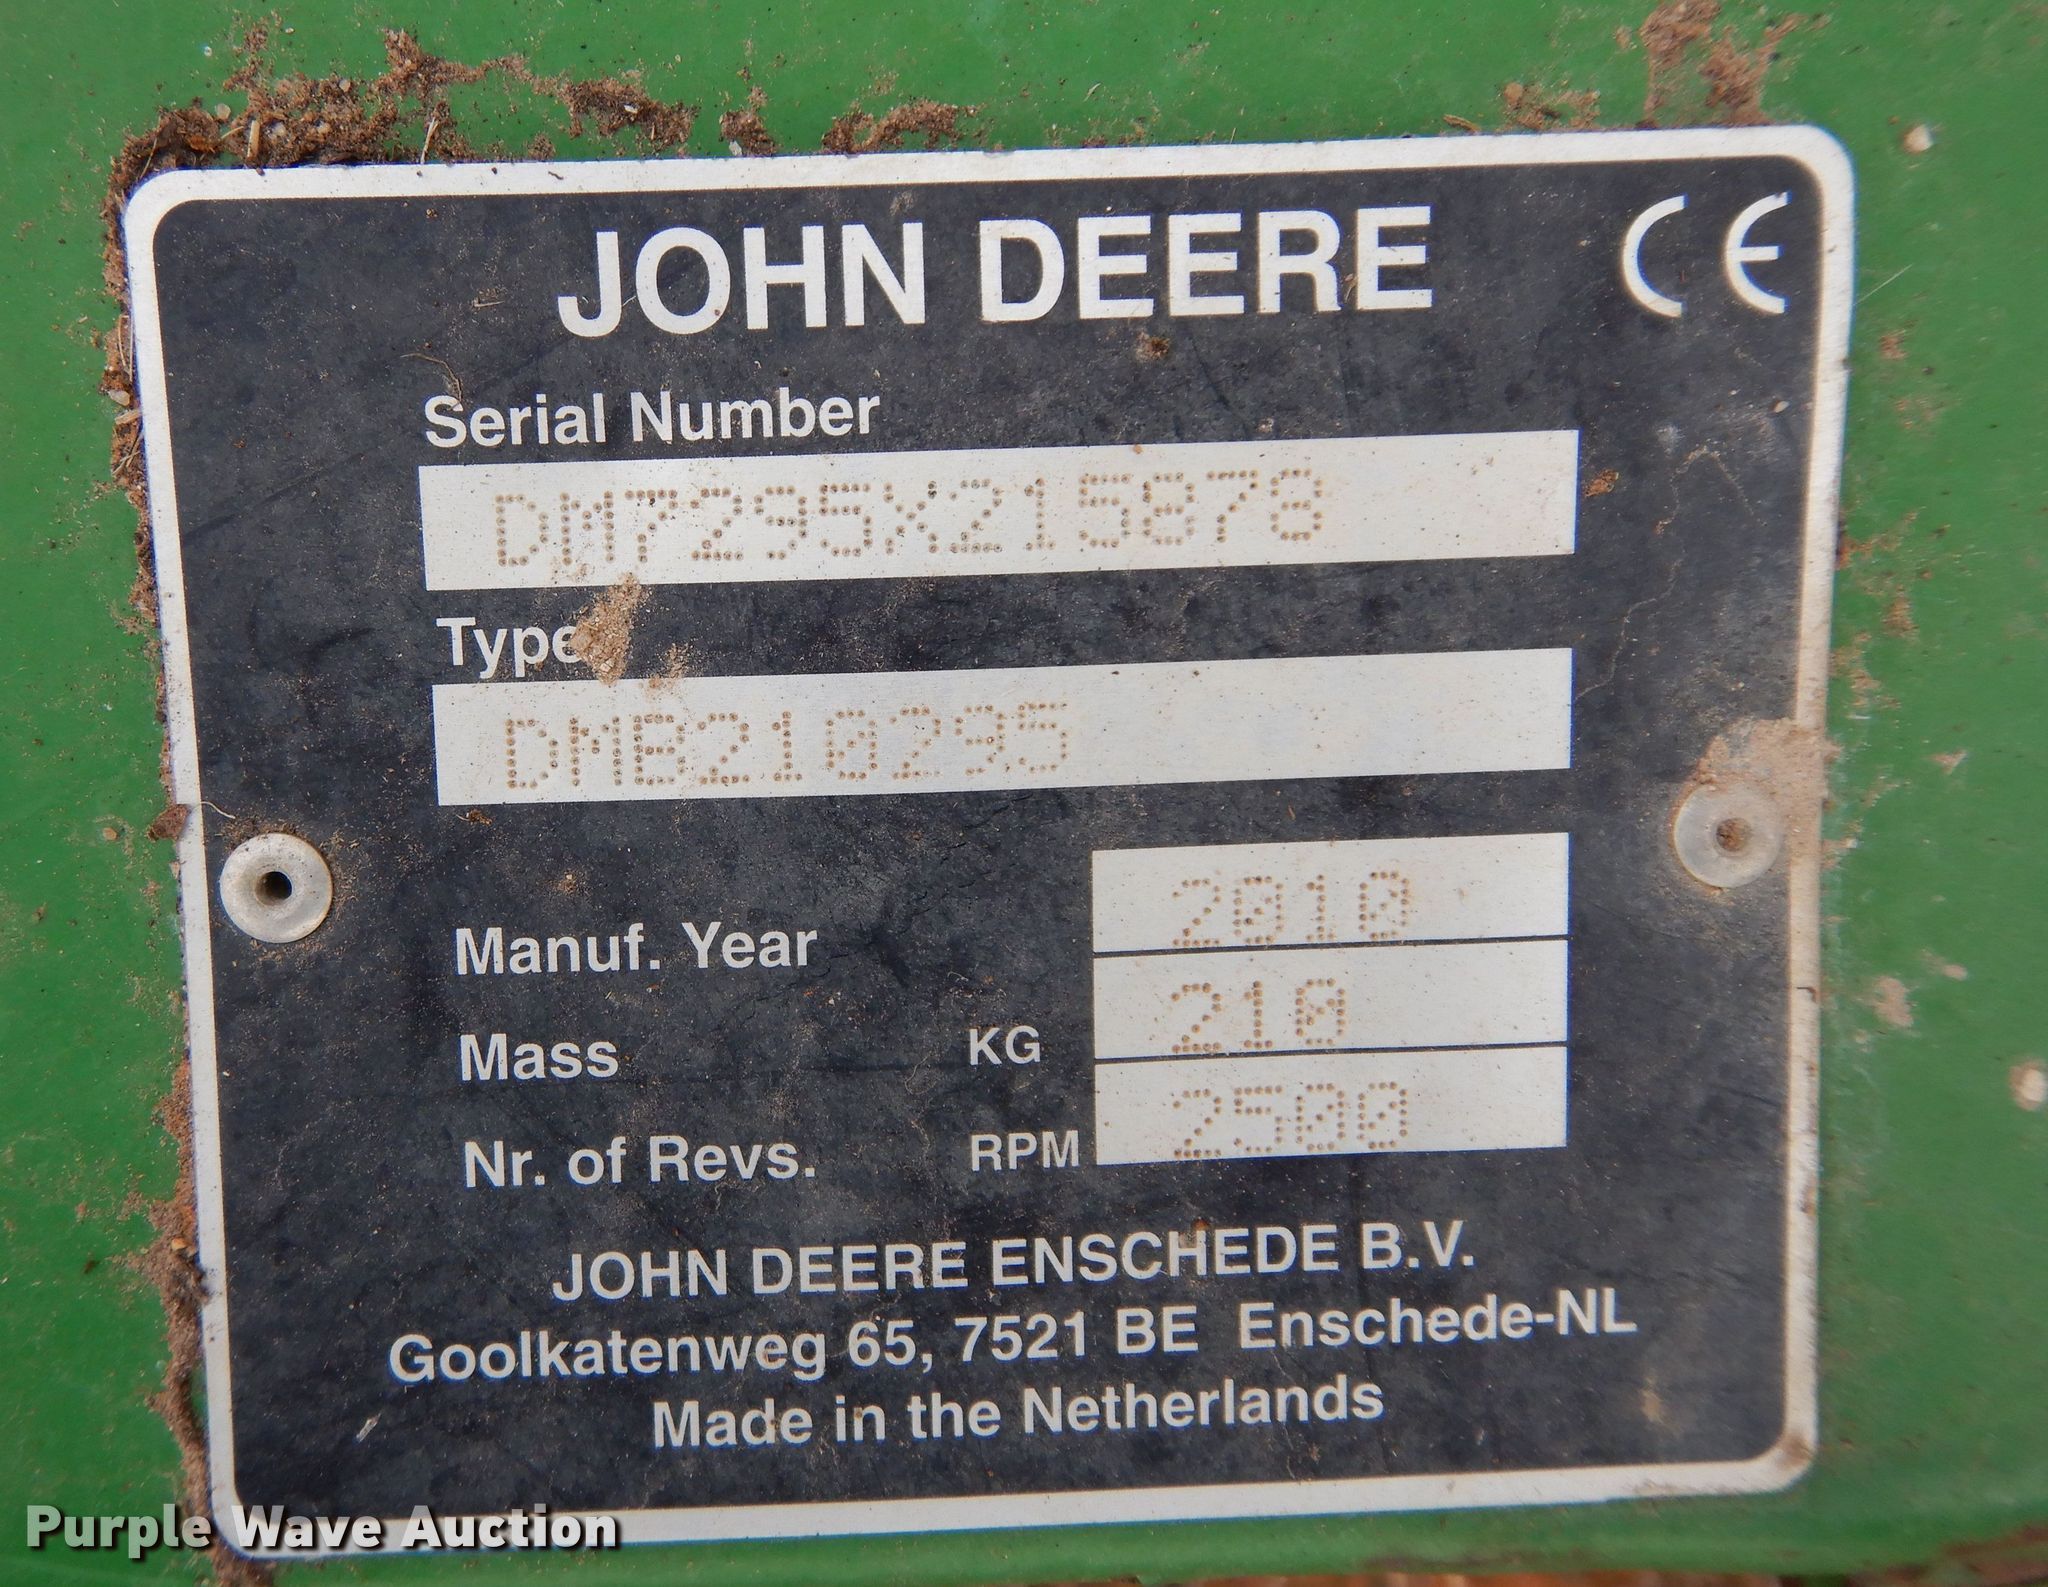 JOHN DEERE CE
Serial Number
DM7295X215878
Type
DMB210295
Manuf. Year 2010
Mass KG 210
Nr. of Revs. RPM 2500
JOHN DEERE ENSCHEDE B.V.
Goolkatenweg 65, 7521 BE Enschede-NL
Made in the Netherlands
Purple Wave Auction